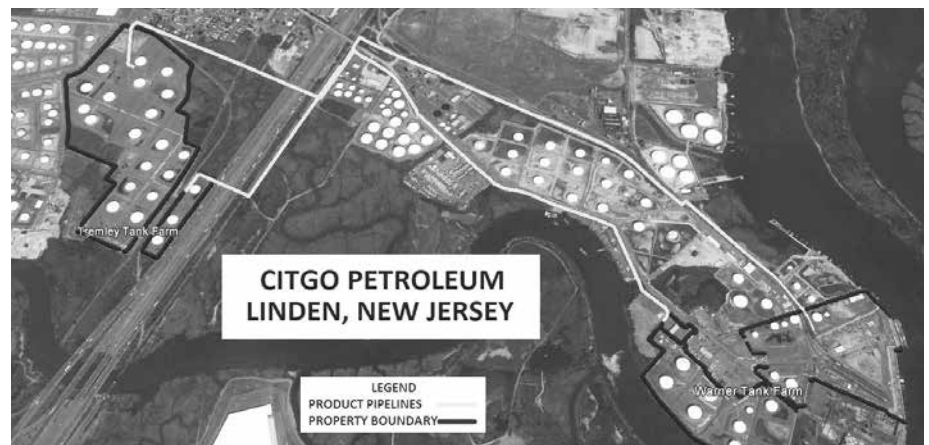 Tremley Tank Farm
CITGO PETROLEUM
LINDEN, NEW JERSEY
LEGEND
PRODUCT PIPELINES
PROPERTY BOUNDARY
Warner Tank Farm